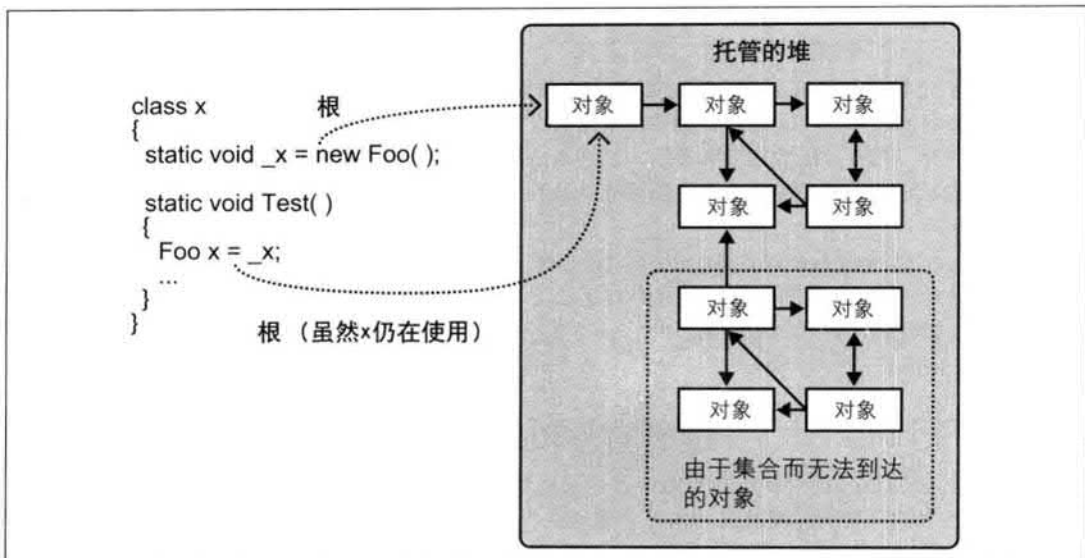 class x
{
static void _x = new Foo( );
static void Test( )
{
Foo x = _x;
...
}
}
根
根 （虽然x仍在使用）
托管的堆
对象 对象 对象
对象 对象
对象 对象
对象 对象
由于集合而无法到达
的对象